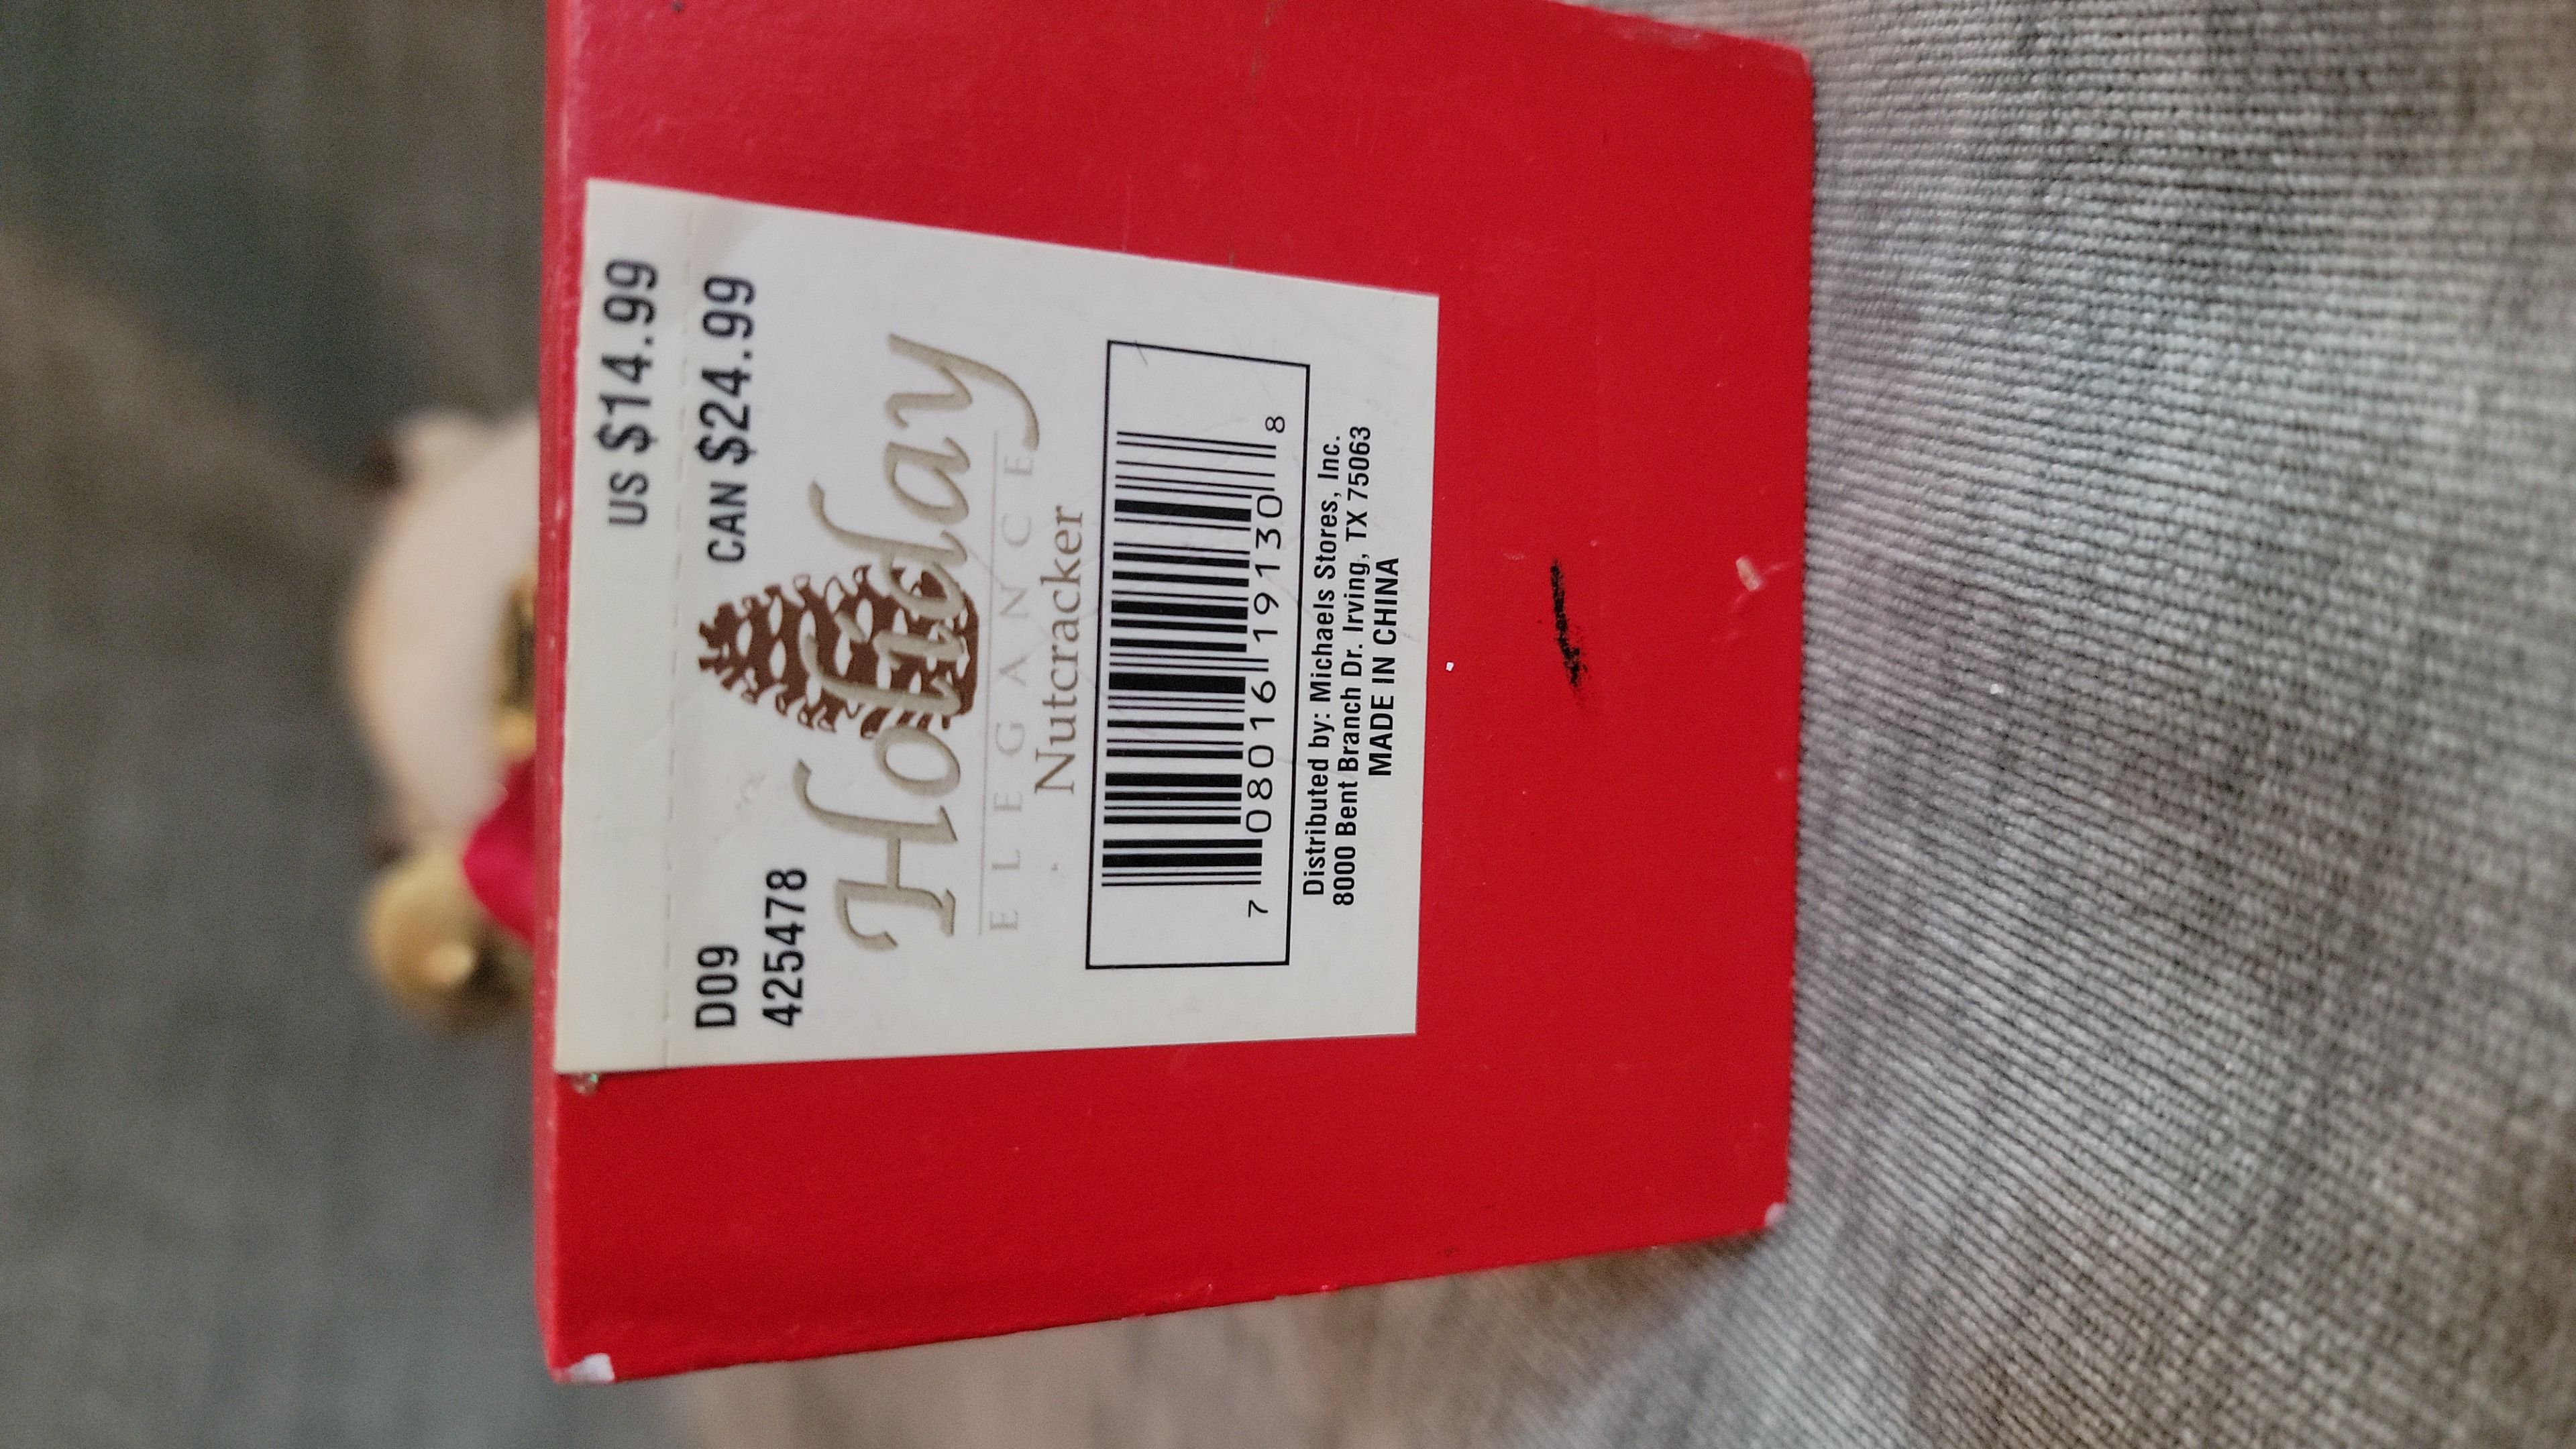 US $14.99
CAN $24.99
D09
4254478
Holiday
ELEGANCE
Nutcracker
7 08016 19130 8
Distributed by: Michaels Stores, Inc.
8000 Bent Branch Dr. Irving, TX 75063
MADE IN CHINA